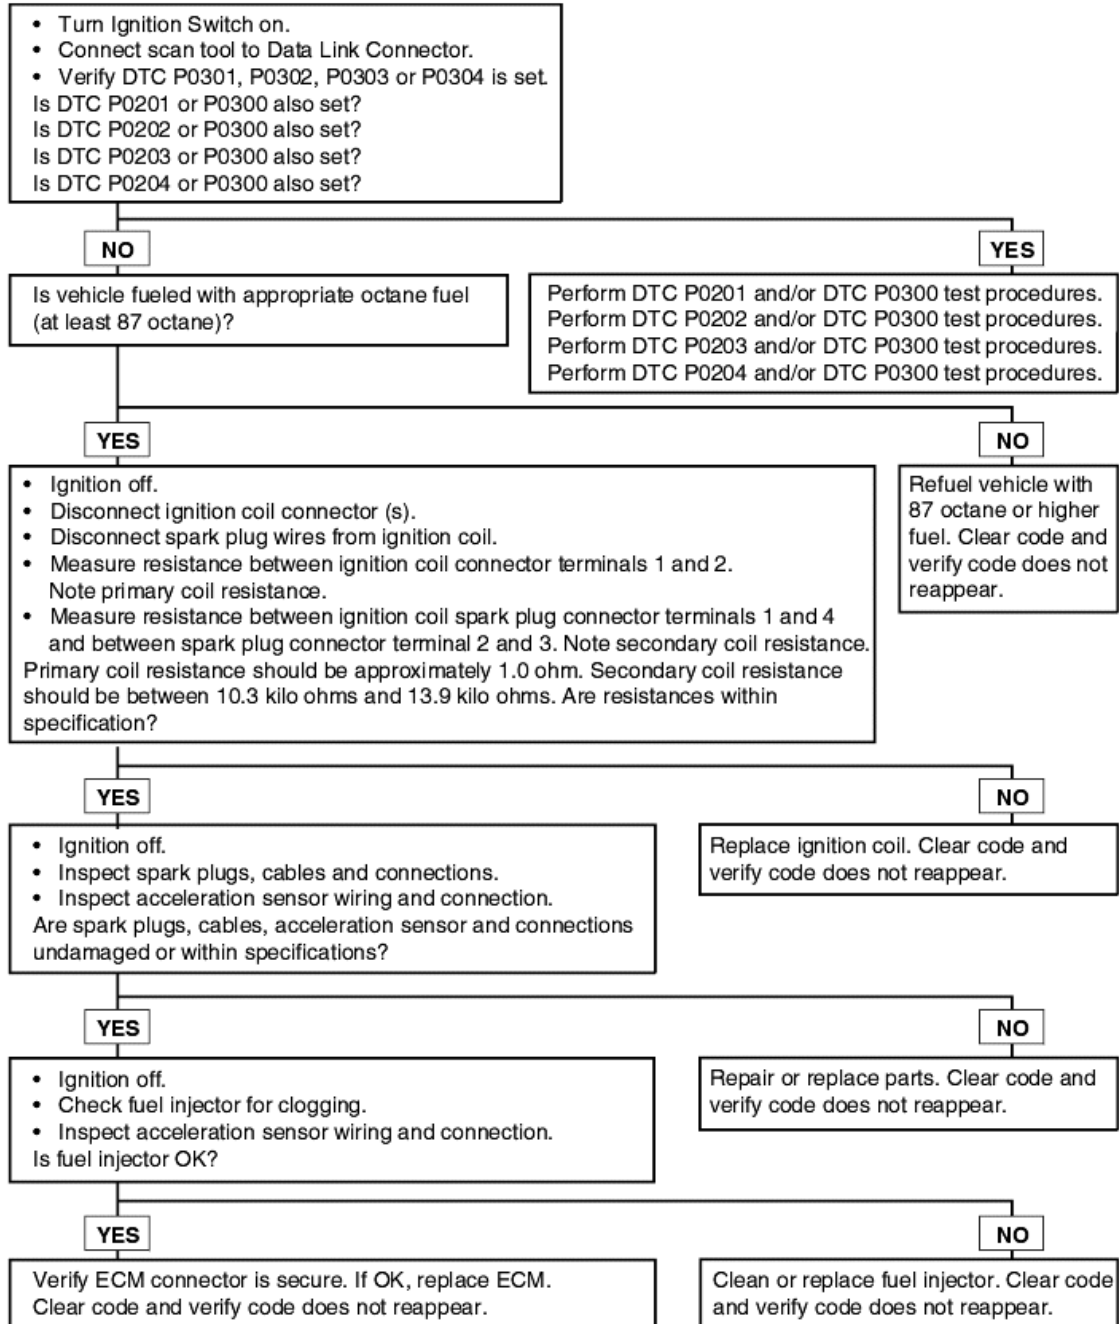 • Turn Ignition Switch on.
• Connect scan tool to Data Link Connector.
• Verify DTC P0301, P0302, P0303 or P0304 is set.
Is DTC P0201 or P0300 also set?
Is DTC P0202 or P0300 also set?
Is DTC P0203 or P0300 also set?
Is DTC P0204 or P0300 also set?
NO
YES
Is vehicle fueled with appropriate octane fuel
(at least 87 octane)?
Perform DTC P0201 and/or DTC P0300 test procedures.
Perform DTC P0202 and/or DTC P0300 test procedures.
Perform DTC P0203 and/or DTC P0300 test procedures.
Perform DTC P0204 and/or DTC P0300 test procedures.
YES
NO
• Ignition off.
• Disconnect ignition coil connector (s).
• Disconnect spark plug wires from ignition coil.
• Measure resistance between ignition coil connector terminals 1 and 2.
Note primary coil resistance.
• Measure resistance between ignition coil spark plug connector terminals 1 and 4
and between spark plug connector terminal 2 and 3. Note secondary coil resistance.
Primary coil resistance should be approximately 1.0 ohm. Secondary coil resistance
should be between 10.3 kilo ohms and 13.9 kilo ohms. Are resistances within
specification?
Refuel vehicle with
87 octane or higher
fuel. Clear code and
verify code does not
reappear.
YES
NO
• Ignition off.
• Inspect spark plugs, cables and connections.
• Inspect acceleration sensor wiring and connection.
Are spark plugs, cables, acceleration sensor and connections
undamaged or within specifications?
Replace ignition coil. Clear code and
verify code does not reappear.
YES
NO
• Ignition off.
• Check fuel injector for clogging.
• Inspect acceleration sensor wiring and connection.
Is fuel injector OK?
Repair or replace parts. Clear code and
verify code does not reappear.
YES
NO
Verify ECM connector is secure. If OK, replace ECM.
Clear code and verify code does not reappear.
Clean or replace fuel injector. Clear code
and verify code does not reappear.